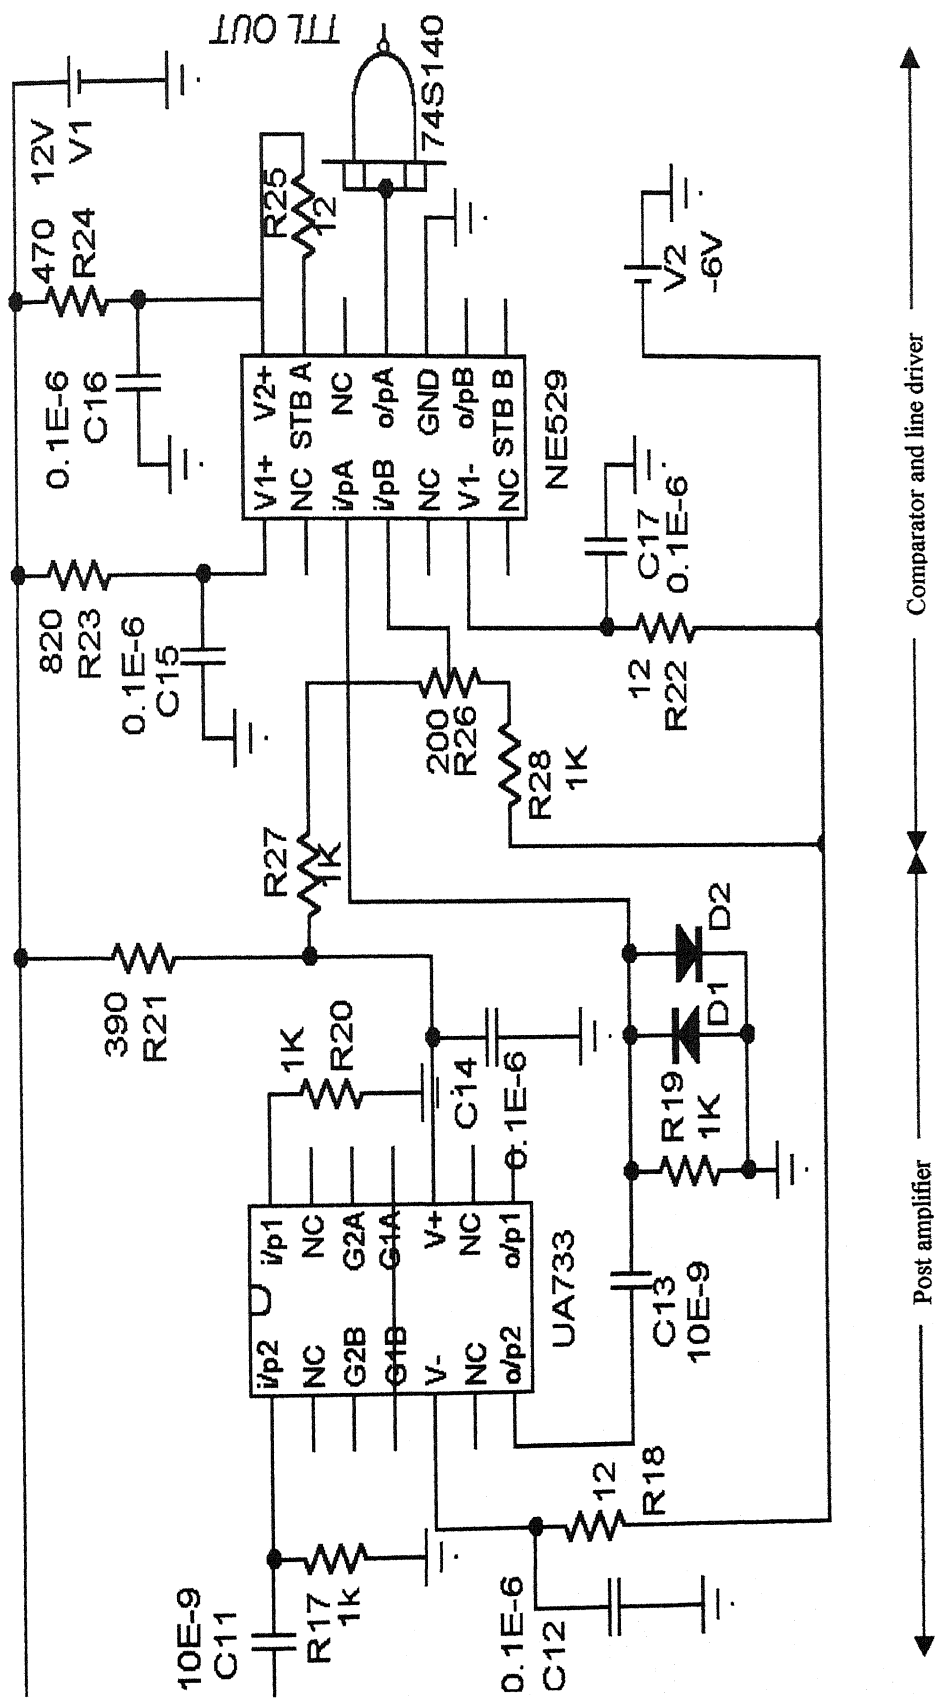 TTL OUT
12V
V1
470
R24
R25
12
74S140
0.1E-6
C16
V2
-6V
V1+ V2+
NC STB A
i/pA NC
i/pB o/pA
NC GND
V1- o/pB
NC STB B
NE529
820
R23
0.1E-6
C15
C17
0.1E-6
12
R22
200
R26
R28
1K
R27
1K
390
R21
1K
R20
C14
0.1E-6
D2
D1
R19
1K
i/p2 i/p1
NC NC
G2B G2A
G1B G1A
V- V+
NC NC
o/p2 o/p1
UA733
C13
10E-9
12
R18
10E-9
C11
R17
1k
0.1E-6
C12
Post amplifier
Comparator and line driver